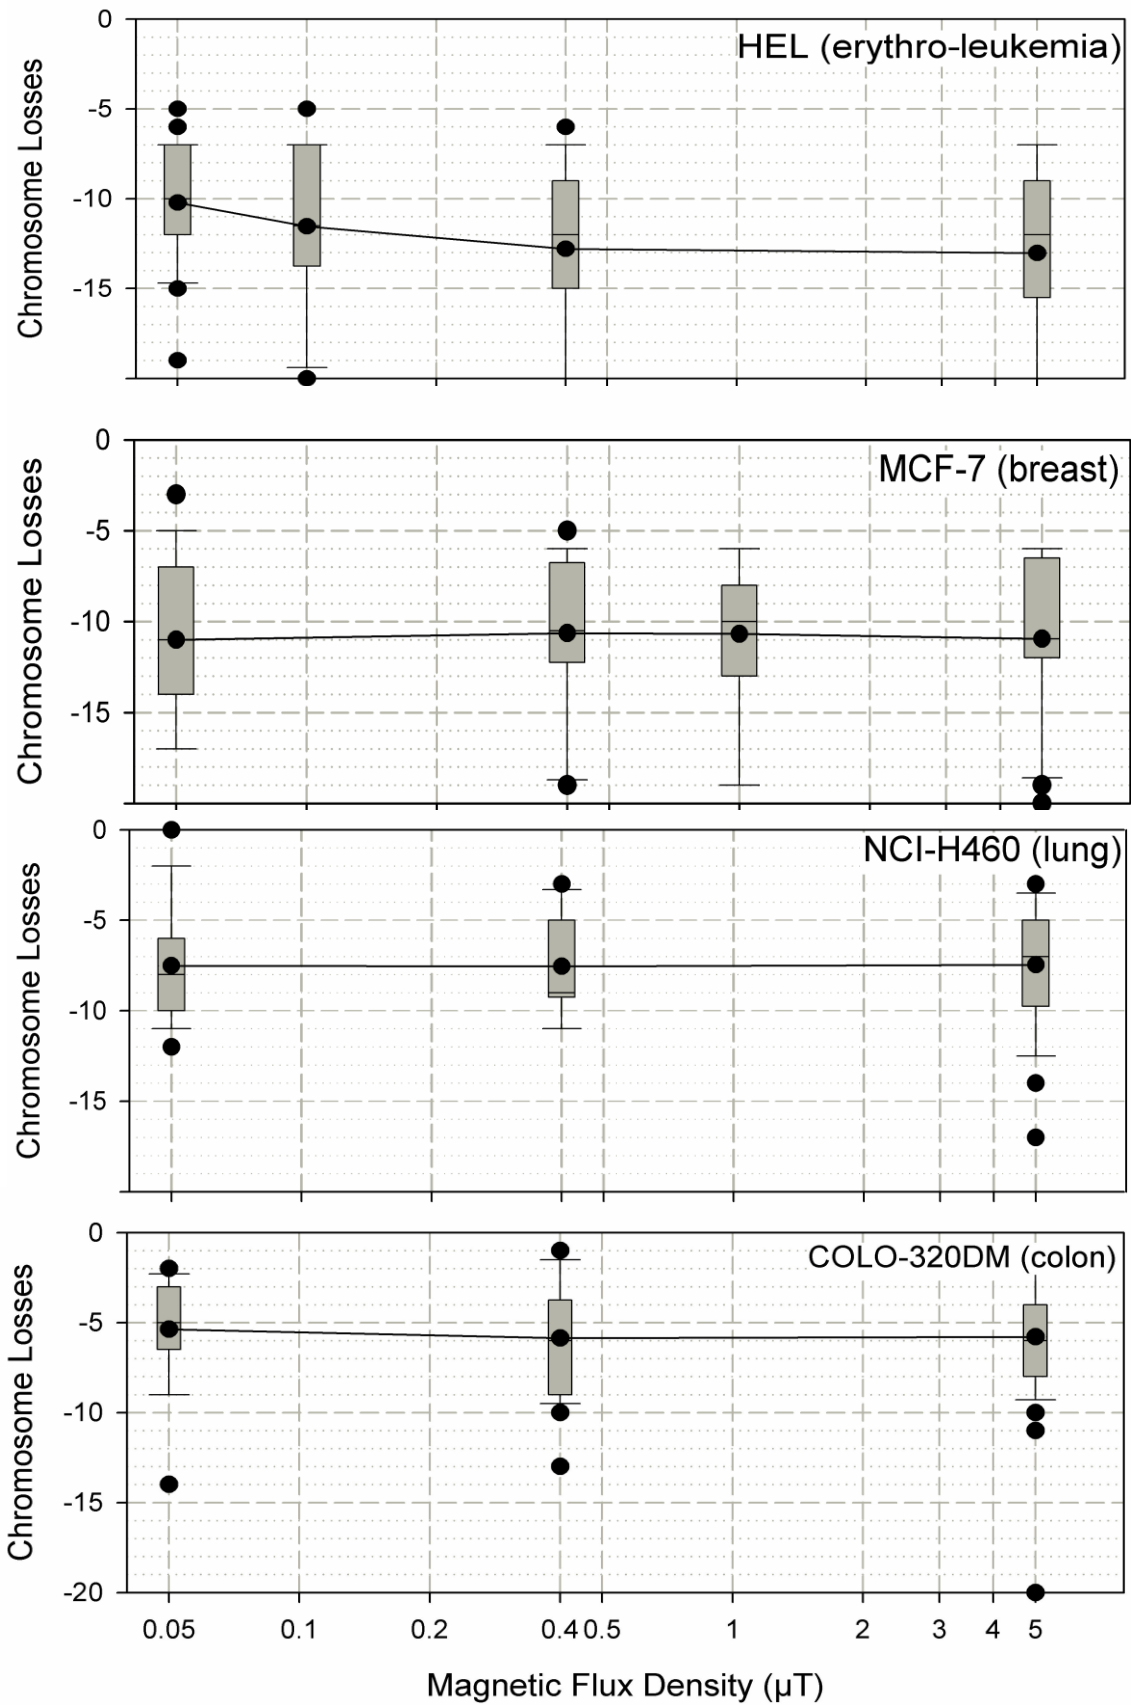 HEL (erythro-leukemia)
Chromosome Losses
0
-5
-10
-15
MCF-7 (breast)
Chromosome Losses
0
-5
-10
-15
NCI-H460 (lung)
Chromosome Losses
0
-5
-10
-15
COLO-320DM (colon)
Chromosome Losses
0
-5
-10
-15
-20
0.05 0.1 0.2 0.4 0.5 1 2 3 4 5
Magnetic Flux Density (µT)